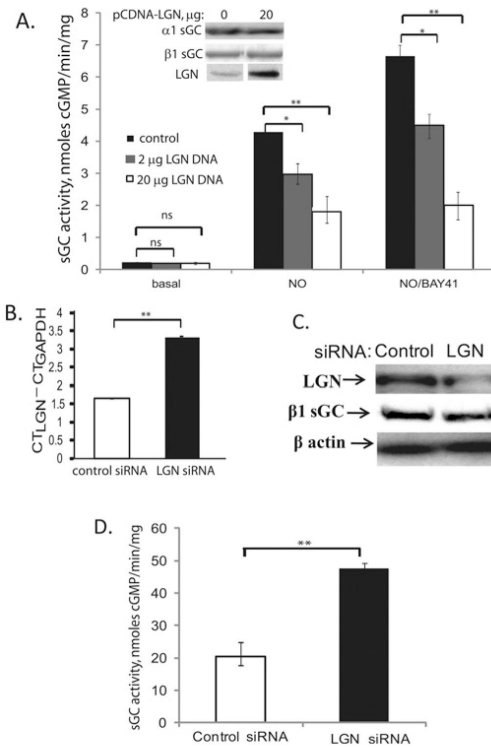 A.
pCDNA-LGN, μg: 0 20
α1 sGC
β1 sGC
LGN
sGC activity, nmoles cGMP/min/mg
8
7
6
5
4
3
2
1
0
control
2 μg LGN DNA
20 μg LGN DNA
ns
ns
**
*
**
*
basal NO NO/BAY41
B.
CTLGN – CTGAPDH
4
3.5
3
2.5
2
1.5
1
0.5
0
**
control siRNA LGN siRNA
C.
siRNA: Control LGN
LGN→
β1 sGC→
β actin→
D.
sGC activity, nmoles cGMP/min/mg
60
50
40
30
20
10
0
**
Control siRNA LGN siRNA